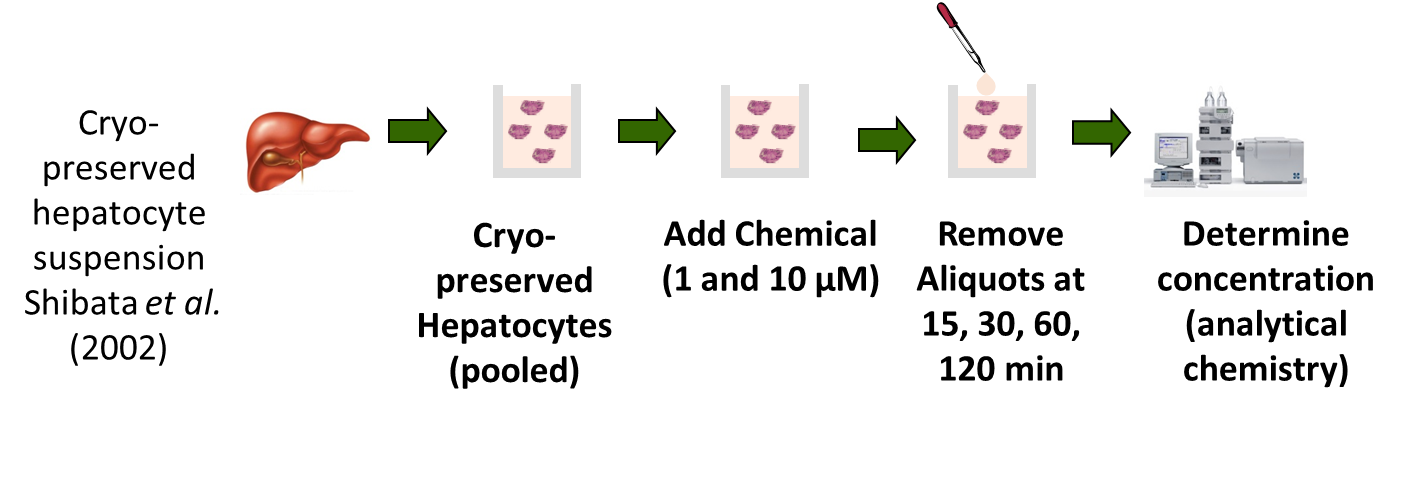 Cryo-
preserved
hepatocyte
suspension
Shibata et al.
(2002)
Cryo-
preserved
Hepatocytes
(pooled)
Add Chemical
(1 and 10 μM)
Remove
Aliquots at
15, 30, 60,
120 min
Determine
concentration
(analytical
chemistry)